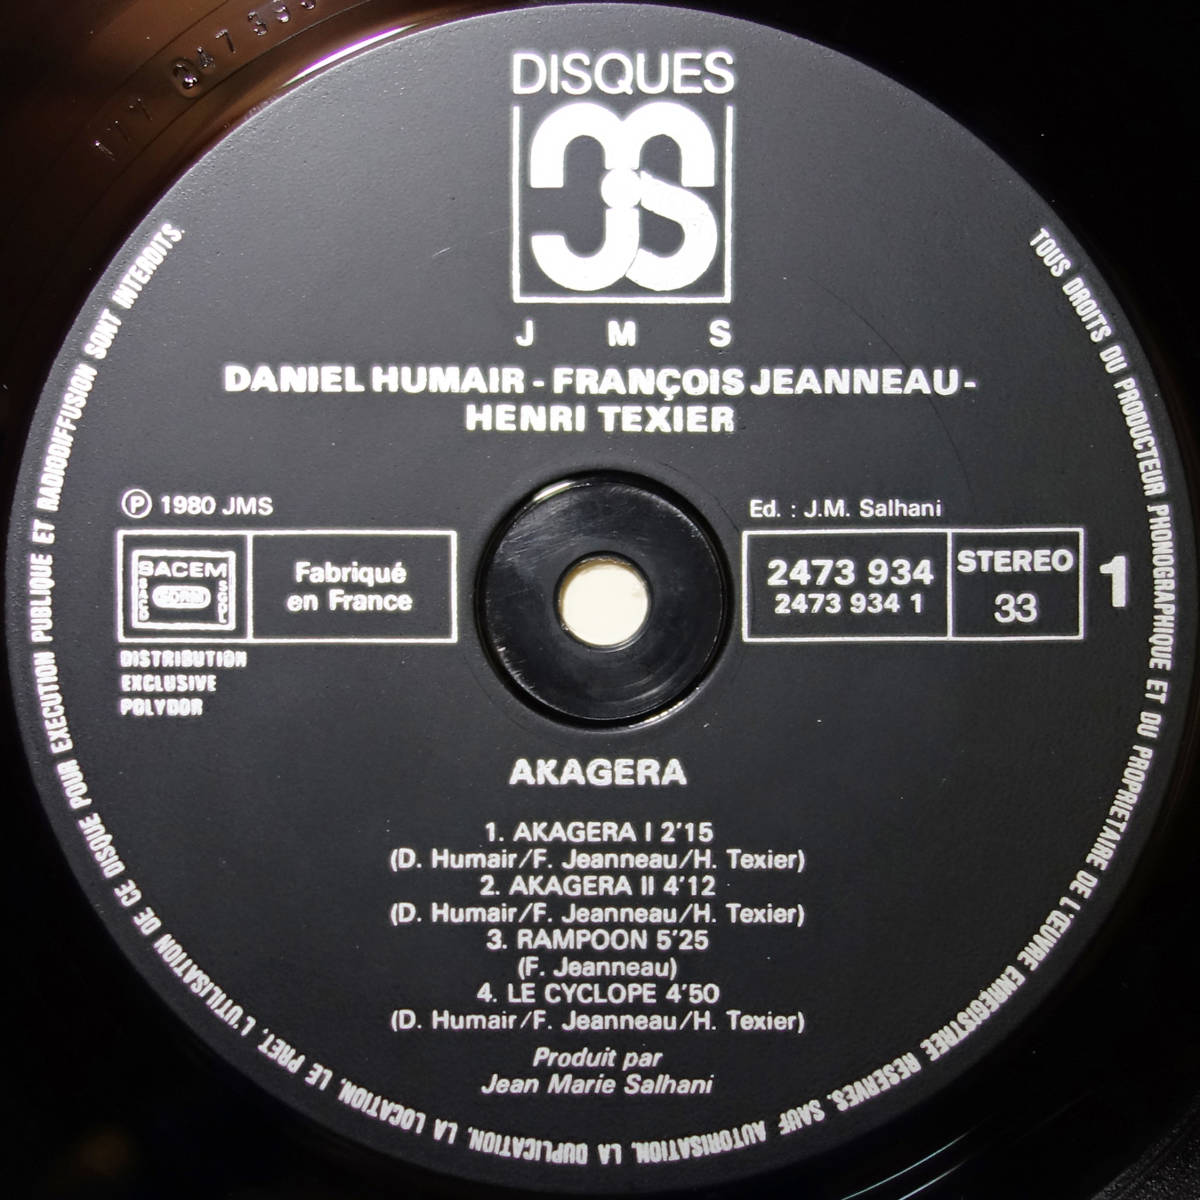 DISQUES
JMS
DANIEL HUMAIR - FRANÇOIS JEANNEAU -
HENRI TEXIER
℗ 1980 JMS
SACEM
Fabriqué
en France
DISTRIBUTION
EXCLUSIVE
POLYDOR
Ed. : J.M. Salhani
2473 934
2473 934 1
STEREO
33
1
AKAGERA
1. AKAGERA I 2'15
(D. Humair/F. Jeanneau/H. Texier)
2. AKAGERA II 4'12
(D. Humair/F. Jeanneau/H. Texier)
3. RAMPOON 5'25
(F. Jeanneau)
4. LE CYCLOPE 4'50
(D. Humair/F. Jeanneau/H. Texier)
Produit par
Jean Marie Salhani
TOUS DROITS DU PRODUCTEUR PHONOGRAPHIQUE ET DU PROPRIETAIRE DE L'ŒUVRE ENREGISTREE RESERVES. SAUF AUTORISATION, LA DUPLICATION, LA LOCATION, LE PRET, L'UTILISATION DE CE DISQUE POUR EXECUTION PUBLIQUE ET RADIODIFFUSION SONT INTERDITS.